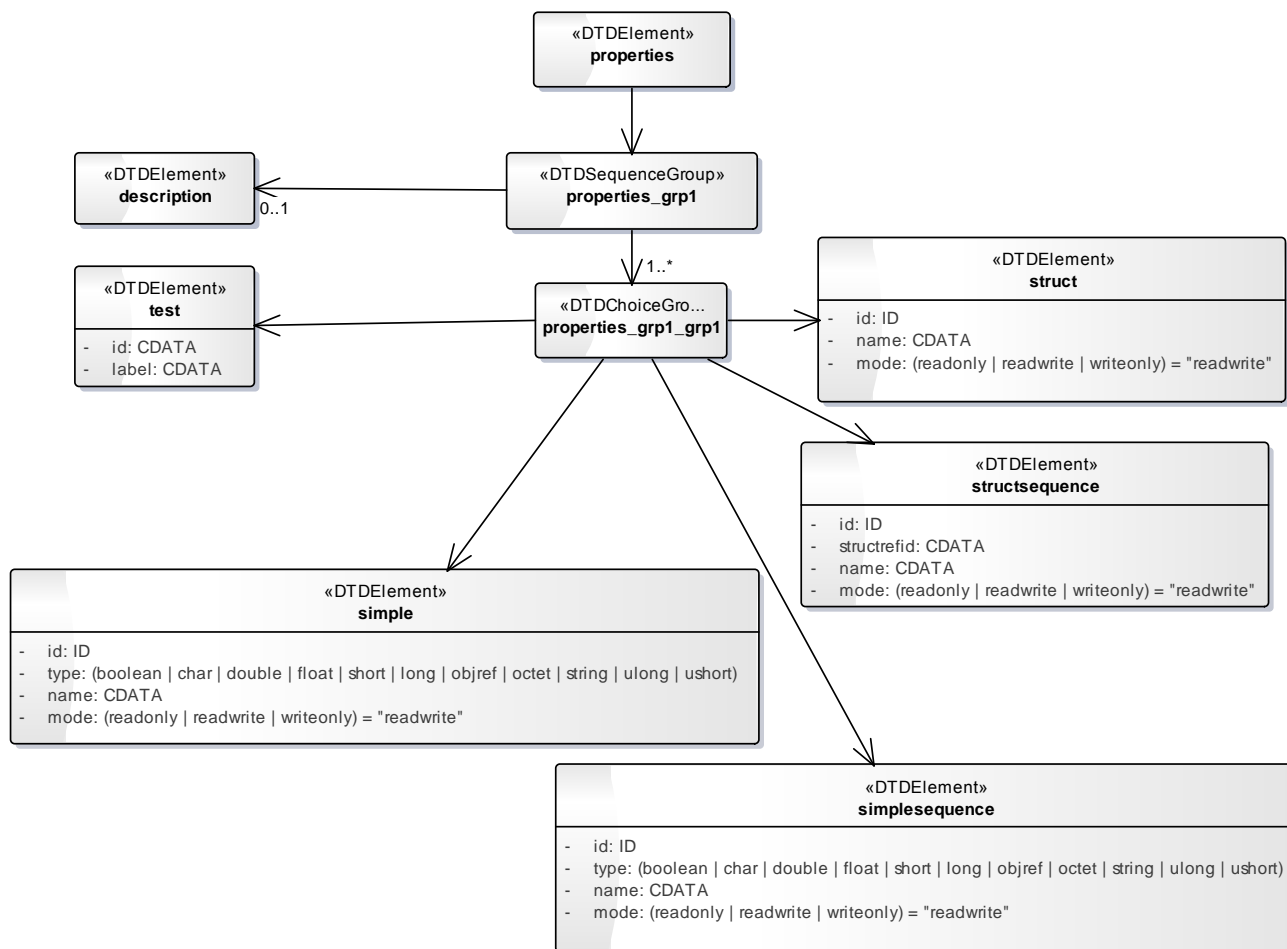 «DTDElement»
properties
«DTDElement»
description
0..1
«DTDSequenceGroup»
properties_grp1
1..*
«DTDElement»
test
- id: CDATA
- label: CDATA
«DTDChoiceGro...
properties_grp1_grp1
«DTDElement»
struct
- id: ID
- name: CDATA
- mode: (readonly | readwrite | writeonly) = "readwrite"
«DTDElement»
structsequence
- id: ID
- structrefid: CDATA
- name: CDATA
- mode: (readonly | readwrite | writeonly) = "readwrite"
«DTDElement»
simple
- id: ID
- type: (boolean | char | double | float | short | long | objref | octet | string | ulong | ushort)
- name: CDATA
- mode: (readonly | readwrite | writeonly) = "readwrite"
«DTDElement»
simplesequence
- id: ID
- type: (boolean | char | double | float | short | long | objref | octet | string | ulong | ushort)
- name: CDATA
- mode: (readonly | readwrite | writeonly) = "readwrite"